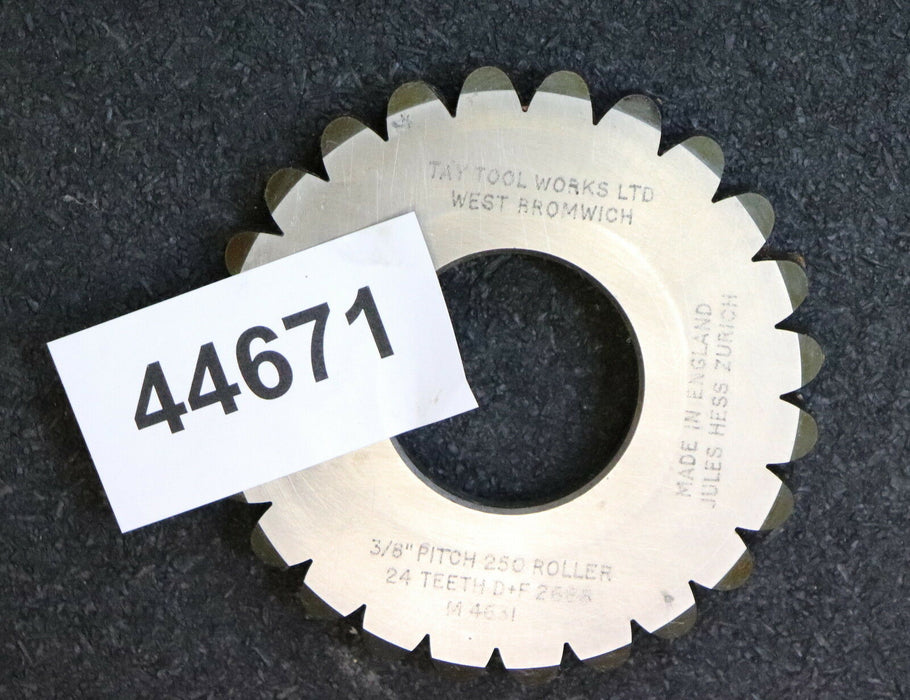 TAY TOOL WORKS LTD
WEST BROMWICH
44671
MADE IN ENGLAND
JULES HESS ZURICH
3/8" PITCH 250 ROLLER
24 TEETH D+F
M 4631